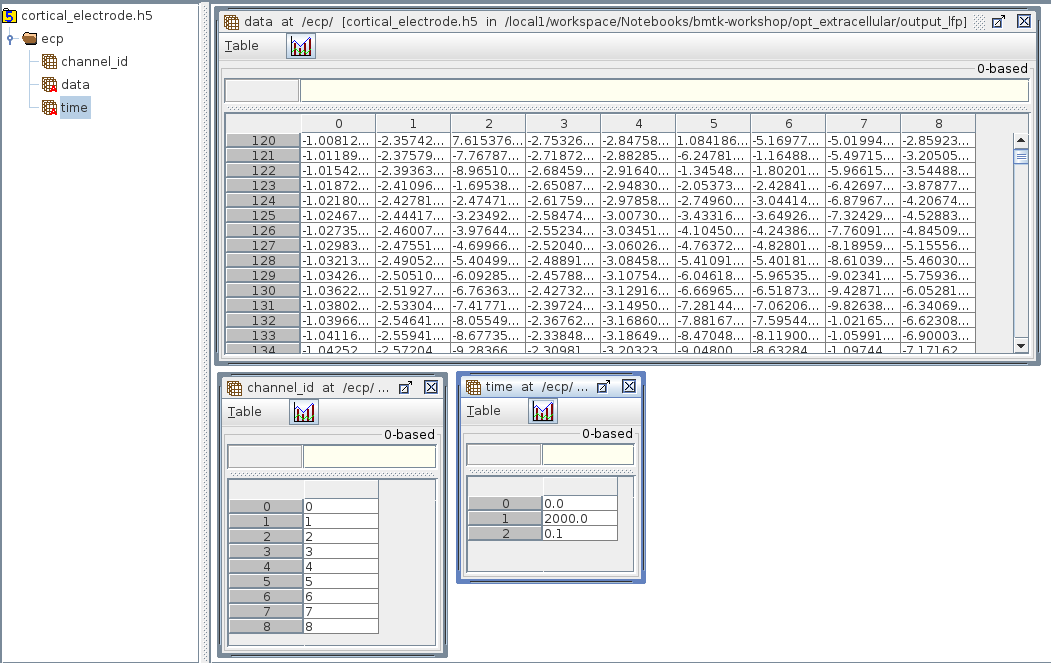 cortical_electrode.h5
ecp
channel_id
data
time
data at /ecp/ [cortical_electrode.h5 in /local1/workspace/Notebooks/bmtk-workshop/opt_extracellular/output_lfp]
Table
0-based
0 1 2 3 4 5 6 7 8
120 -1.00812... -2.35742... 7.615376... -2.75326... -2.84758... 1.084186... -5.16977... -5.01994... -2.85923...
121 -1.01189... -2.37579... -7.76787... -2.71872... -2.88285... -6.24781... -1.16488... -5.49715... -3.20505...
122 -1.01542... -2.39363... -8.96510... -2.68459... -2.91640... -1.34548... -1.80201... -5.96615... -3.54488...
123 -1.01872... -2.41096... -1.69538... -2.65087... -2.94830... -2.05373... -2.42841... -6.42697... -3.87877...
124 -1.02180... -2.42781... -2.47471... -2.61759... -2.97858... -2.74960... -3.04414... -6.87967... -4.20674...
125 -1.02467... -2.44417... -3.23492... -2.58474... -3.00730... -3.43316... -3.64926... -7.32429... -4.52883...
126 -1.02735... -2.46007... -3.97644... -2.55234... -3.03451... -4.10450... -4.24386... -7.76091... -4.84509...
127 -1.02983... -2.47551... -4.69966... -2.52040... -3.06026... -4.76372... -4.82801... -8.18959... -5.15556...
128 -1.03213... -2.49052... -5.40499... -2.48891... -3.08458... -5.41091... -5.40181... -8.61039... -5.46030...
129 -1.03426... -2.50510... -6.09285... -2.45788... -3.10754... -6.04618... -5.96535... -9.02341... -5.75936...
130 -1.03622... -2.51927... -6.76363... -2.42732... -3.12916... -6.66965... -6.51873... -9.42871... -6.05281...
131 -1.03802... -2.53304... -7.41771... -2.39724... -3.14950... -7.28144... -7.06206... -9.82638... -6.34069...
132 -1.03966... -2.54641... -8.05549... -2.36762... -3.16860... -7.88167... -7.59544... -1.02165... -6.62308...
133 -1.04116... -2.55941... -8.67735... -2.33848... -3.18649... -8.47048... -8.11900... -1.05991... -6.90003...
134 -1.04252... -2.57204... -9.28366... -2.30981... -3.20323... -9.04800... -8.63284... -1.09744... -7.17162...
channel_id at /ecp/ ...
Table
0-based
0 0
1 1
2 2
3 3
4 4
5 5
6 6
7 7
8 8
time at /ecp/ ...
Table
0-based
0 0.0
1 2000.0
2 0.1